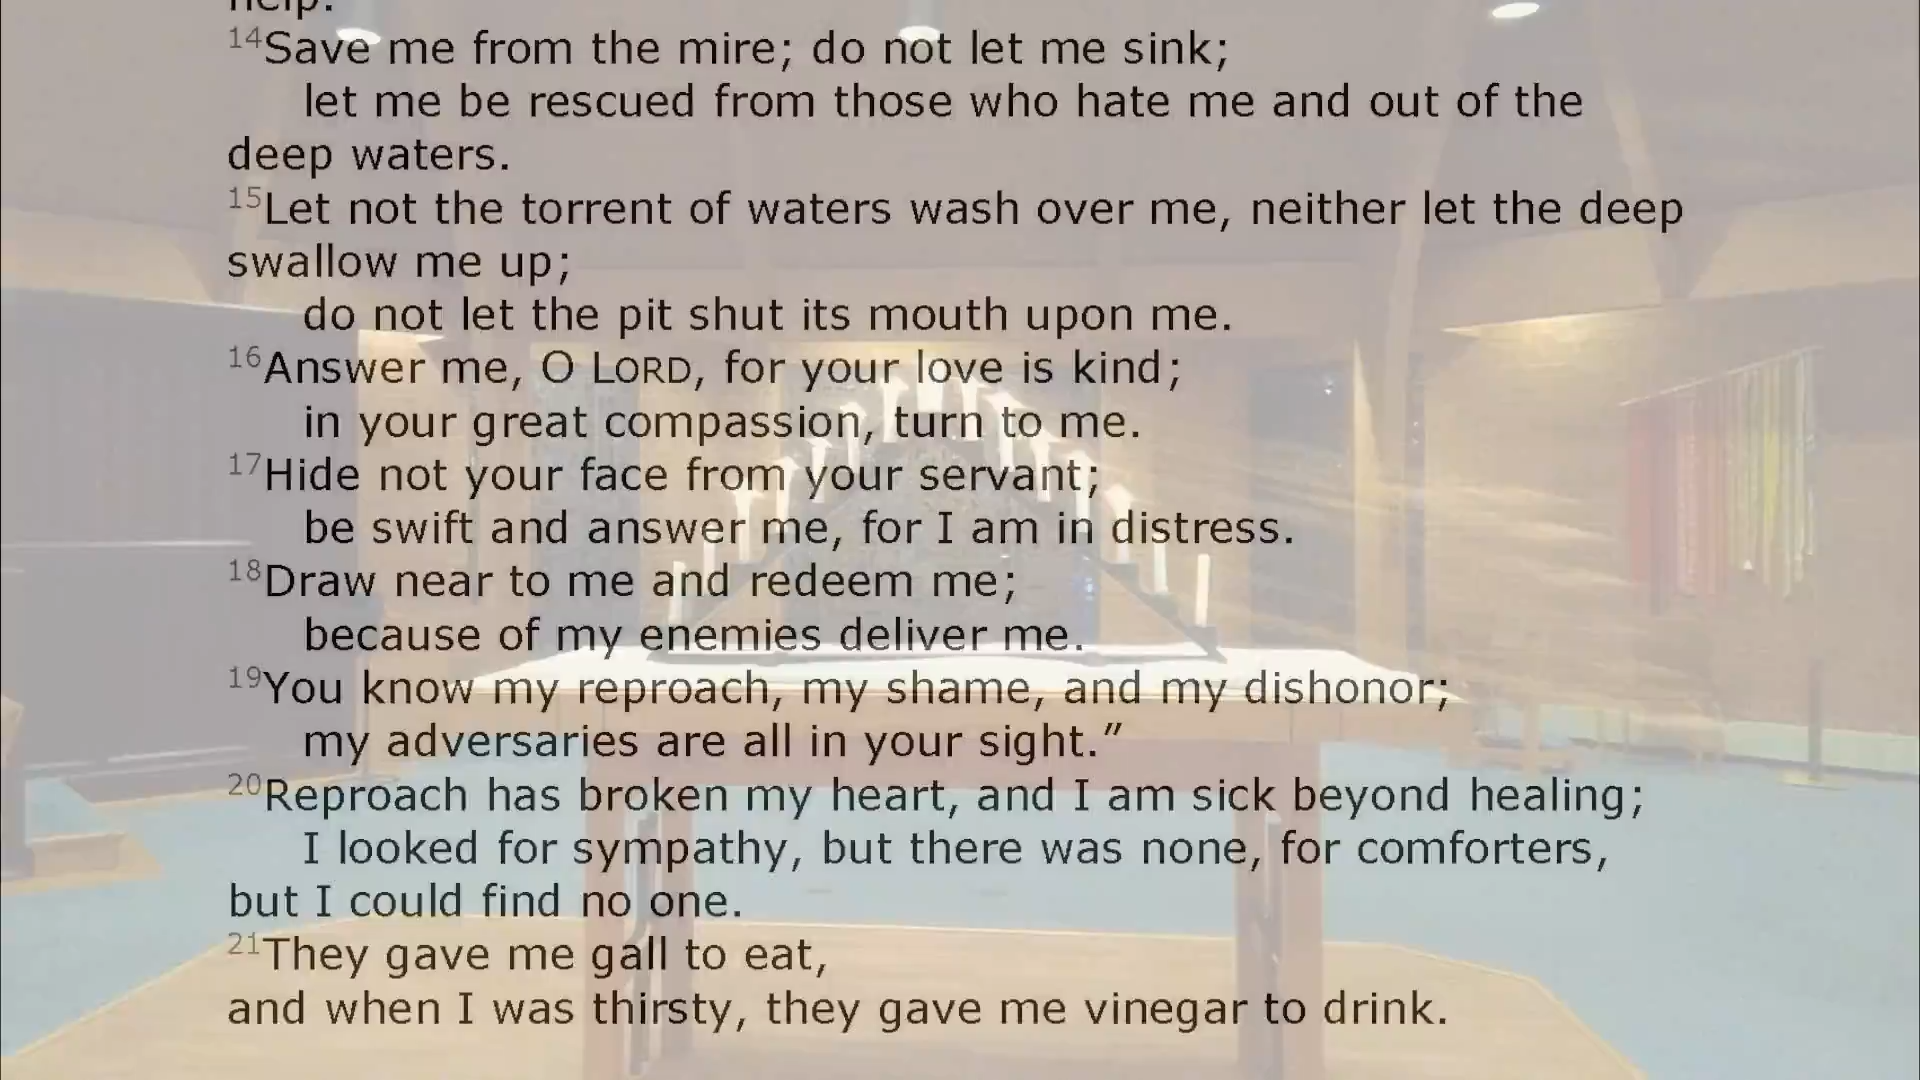 help.
14Save me from the mire; do not let me sink;
let me be rescued from those who hate me and out of the
deep waters.
15Let not the torrent of waters wash over me, neither let the deep
swallow me up;
do not let the pit shut its mouth upon me.
16Answer me, O LORD, for your love is kind;
in your great compassion, turn to me.
17Hide not your face from your servant;
be swift and answer me, for I am in distress.
18Draw near to me and redeem me;
because of my enemies deliver me.
19You know my reproach, my shame, and my dishonor;
my adversaries are all in your sight.”
20Reproach has broken my heart, and I am sick beyond healing;
I looked for sympathy, but there was none, for comforters,
but I could find no one.
21They gave me gall to eat,
and when I was thirsty, they gave me vinegar to drink.